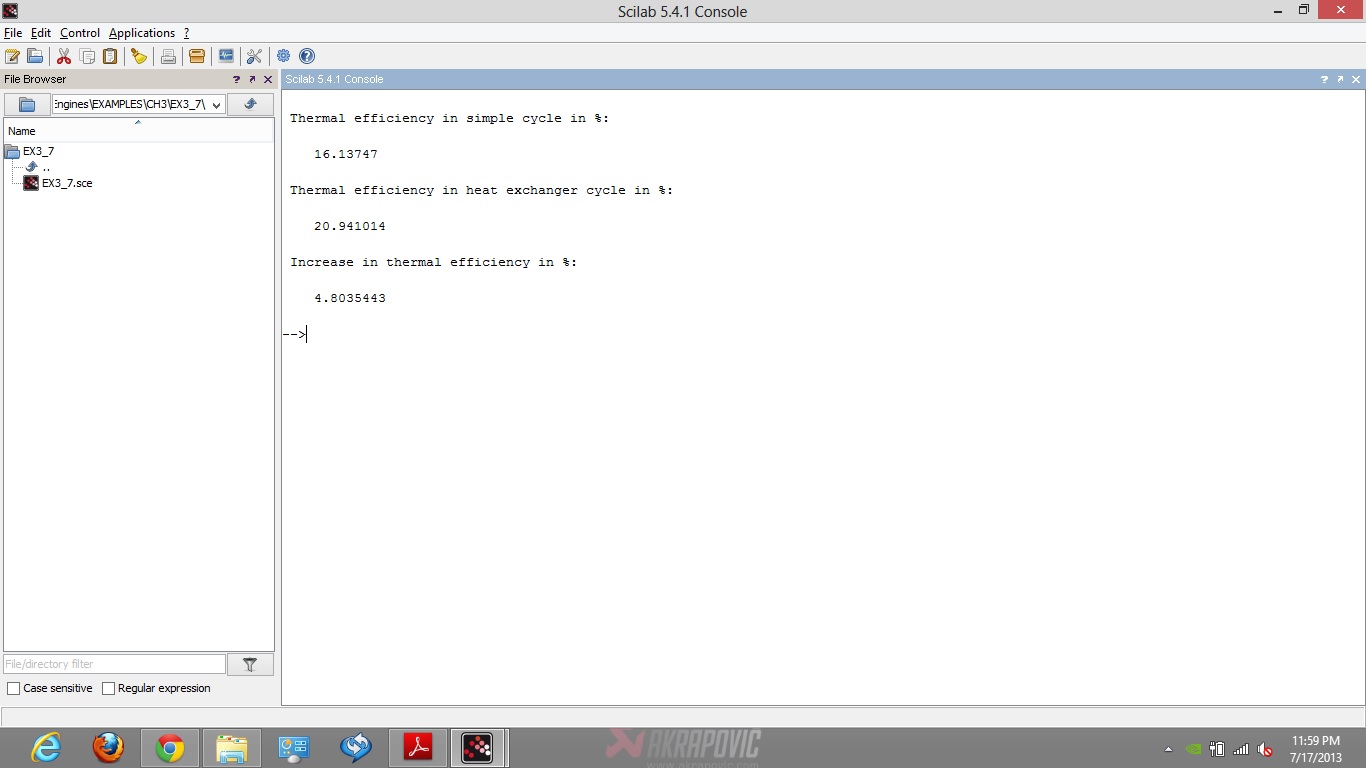 Scilab 5.4.1 Console
File Edit Control Applications ?
File Browser
Scilab 5.4.1 Console
:ngines\EXAMPLES\CH3\EX3_7\
Name
EX3_7
..
EX3_7.sce
Thermal efficiency in simple cycle in %:
16.13747
Thermal efficiency in heat exchanger cycle in %:
20.941014
Increase in thermal efficiency in %:
4.8035443
-->
File/directory filter
Case sensitive Regular expression
AKRAPOVIC
www.akrapovic.com
11:59 PM
7/17/2013